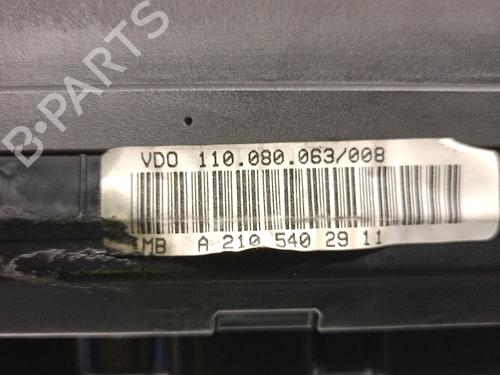 B-PARTS
VDO 110.080.063/008
MB A 210 540 29 11